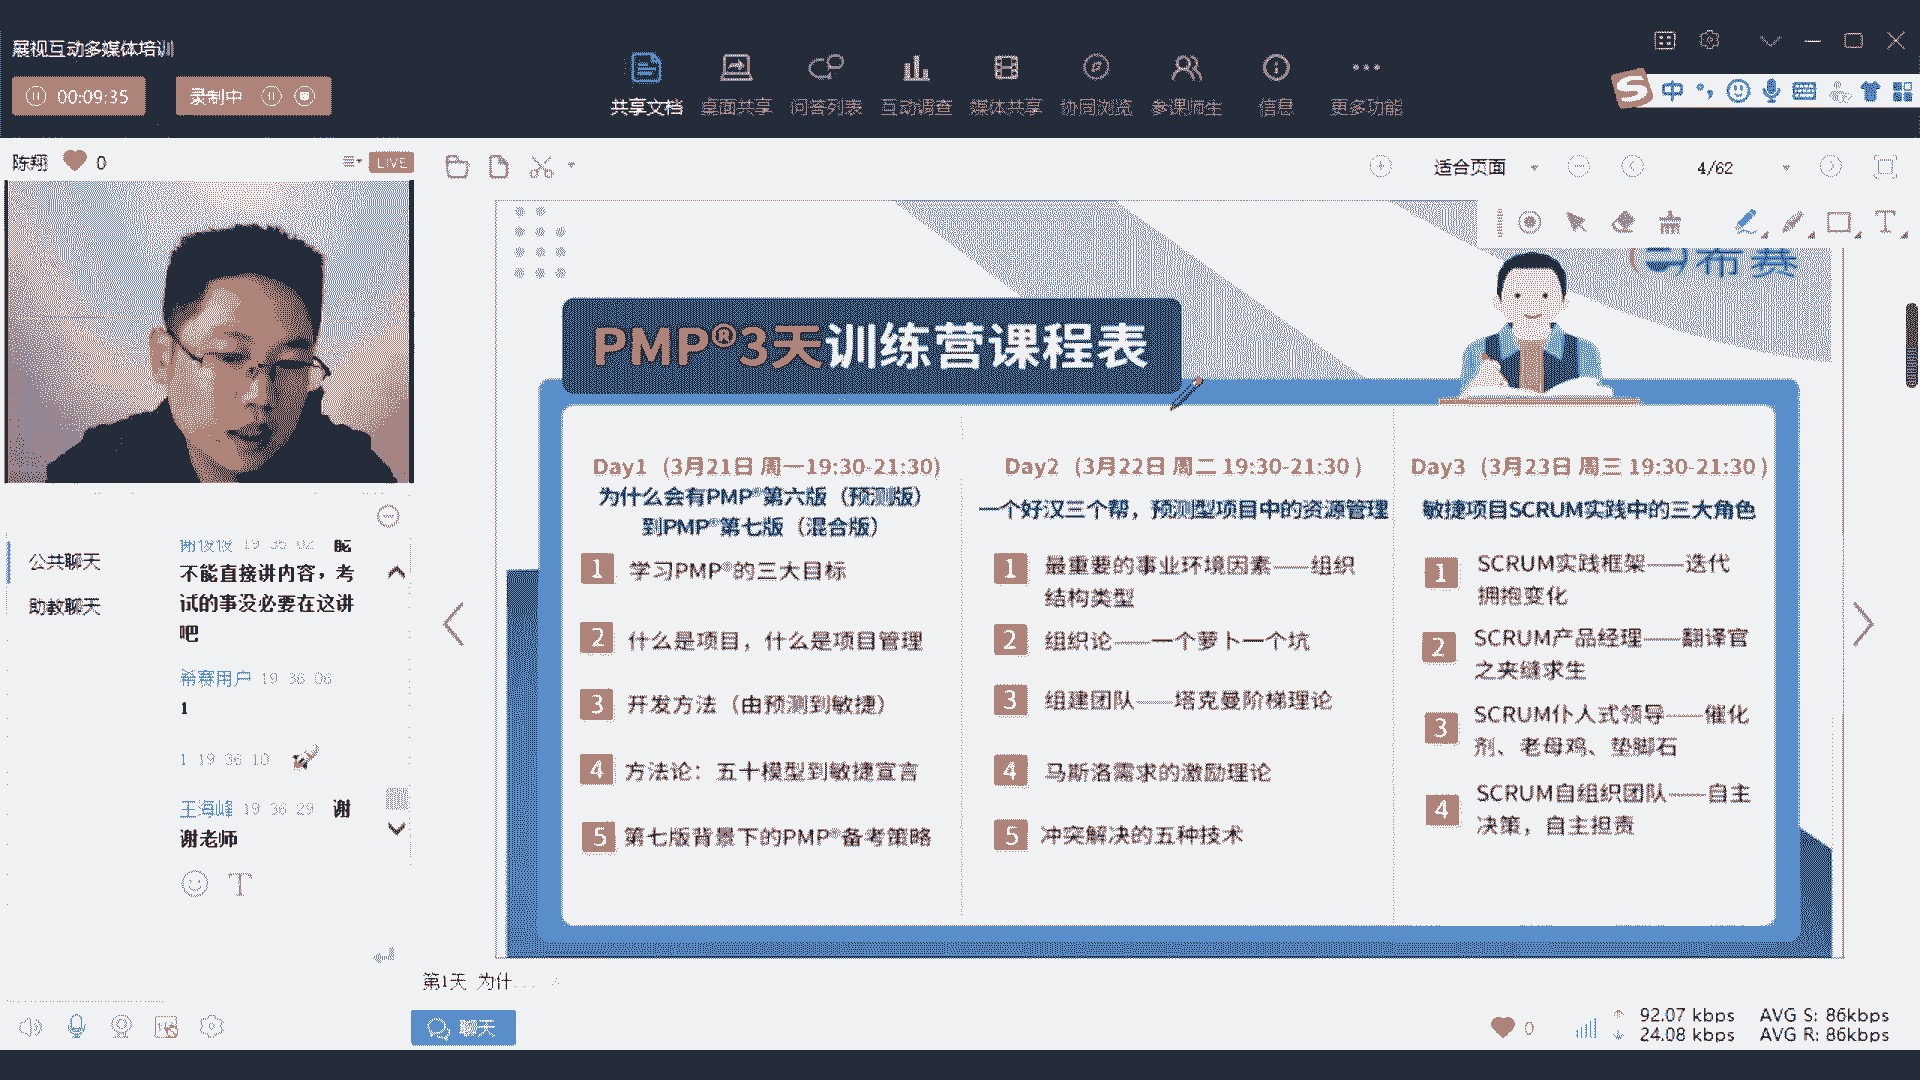 展视互动多媒体培训
00:09:35
录制中
共享文档
桌面共享
问答列表
互动调查
媒体共享
协同浏览
参课师生
信息
更多功能
中
陈翔
0
LIVE
适合页面
4/62
希赛
PMP®3天训练营课程表
Day1（3月21日 周一19:30-21:30）
为什么会有PMP®第六版（预测版）
到PMP®第七版（混合版）
1 学习PMP®的三大目标
2 什么是项目，什么是项目管理
3 开发方法（由预测到敏捷）
4 方法论：五十模型到敏捷宣言
5 第七版背景下的PMP®备考策略
Day2（3月22日 周二 19:30-21:30）
一个好汉三个帮，预测型项目中的资源管理
1 最重要的事业环境因素——组织
结构类型
2 组织论——一个萝卜一个坑
3 组建团队——塔克曼阶梯理论
4 马斯洛需求的激励理论
5 冲突解决的五种技术
Day3（3月23日 周三 19:30-21:30）
敏捷项目SCRUM实践中的三大角色
1 SCRUM实践框架——迭代
拥抱变化
2 SCRUM产品经理——翻译官
之夹缝求生
3 SCRUM仆人式领导——催化
剂、老母鸡、垫脚石
4 SCRUM自组织团队——自主
决策，自主担责
公共聊天
助教聊天
19 36 02 能
不能直接讲内容，考
试的事没必要在这讲
吧
希赛用户 19 36 06
1
1 19 36 10
王海峰 19 36 29 谢
谢老师
第1天 为什...
聊天
0
92.07 kbps AVG S: 86kbps
24.08 kbps AVG R: 86kbps